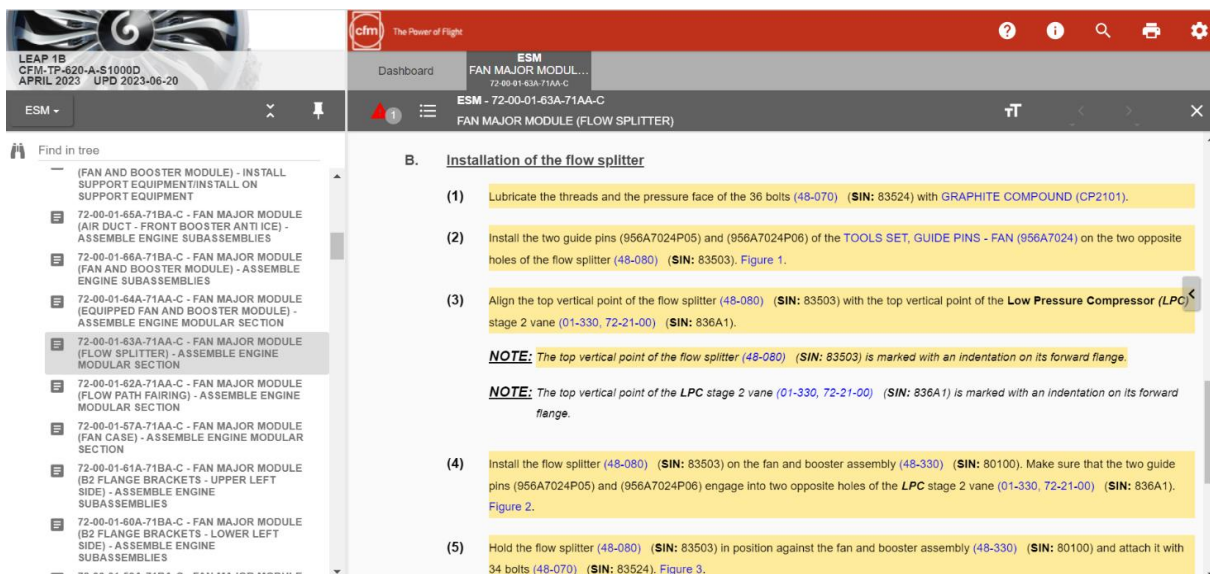 LEAP 1B
CFM-TP-620-A-S1000D
APRIL 2023 UPD 2023-06-20
ESM
Find in tree
(FAN AND BOOSTER MODULE) - INSTALL
SUPPORT EQUIPMENT/INSTALL ON
SUPPORT EQUIPMENT
72-00-01-65A-71BA-C - FAN MAJOR MODULE
(AIR DUCT - FRONT BOOSTER ANTI ICE) -
ASSEMBLE ENGINE SUBASSEMBLIES
72-00-01-66A-71BA-C - FAN MAJOR MODULE
(FAN AND BOOSTER MODULE) - ASSEMBLE
ENGINE SUBASSEMBLIES
72-00-01-64A-71AA-C - FAN MAJOR MODULE
(EQUIPPED FAN AND BOOSTER MODULE) -
ASSEMBLE ENGINE MODULAR SECTION
72-00-01-63A-71AA-C - FAN MAJOR MODULE
(FLOW SPLITTER) - ASSEMBLE ENGINE
MODULAR SECTION
72-00-01-62A-71AA-C - FAN MAJOR MODULE
(FLOW PATH FAIRING) - ASSEMBLE ENGINE
MODULAR SECTION
72-00-01-57A-71AA-C - FAN MAJOR MODULE
(FAN CASE) - ASSEMBLE ENGINE MODULAR
SECTION
72-00-01-61A-71BA-C - FAN MAJOR MODULE
(B2 FLANGE BRACKETS - UPPER LEFT
SIDE) - ASSEMBLE ENGINE
SUBASSEMBLIES
72-00-01-60A-71BA-C - FAN MAJOR MODULE
(B2 FLANGE BRACKETS - LOWER LEFT
SIDE) - ASSEMBLE ENGINE
SUBASSEMBLIES
cfm The Power of Flight
Dashboard
ESM
FAN MAJOR MODUL...
72-00-01-63A-71AA-C
1
ESM - 72-00-01-63A-71AA-C
FAN MAJOR MODULE (FLOW SPLITTER)
B. Installation of the flow splitter
(1) Lubricate the threads and the pressure face of the 36 bolts (48-070) (SIN: 83524) with GRAPHITE COMPOUND (CP2101).
(2) Install the two guide pins (956A7024P05) and (956A7024P06) of the TOOLS SET, GUIDE PINS - FAN (956A7024) on the two opposite
holes of the flow splitter (48-080) (SIN: 83503). Figure 1.
(3) Align the top vertical point of the flow splitter (48-080) (SIN: 83503) with the top vertical point of the Low Pressure Compressor (LPC)
stage 2 vane (01-330, 72-21-00) (SIN: 836A1).
NOTE: The top vertical point of the flow splitter (48-080) (SIN: 83503) is marked with an indentation on its forward flange.
NOTE: The top vertical point of the LPC stage 2 vane (01-330, 72-21-00) (SIN: 836A1) is marked with an indentation on its forward
flange.
(4) Install the flow splitter (48-080) (SIN: 83503) on the fan and booster assembly (48-330) (SIN: 80100). Make sure that the two guide
pins (956A7024P05) and (956A7024P06) engage into two opposite holes of the LPC stage 2 vane (01-330, 72-21-00) (SIN: 836A1).
Figure 2.
(5) Hold the flow splitter (48-080) (SIN: 83503) in position against the fan and booster assembly (48-330) (SIN: 80100) and attach it with
34 bolts (48-070) (SIN: 83524). Figure 3.